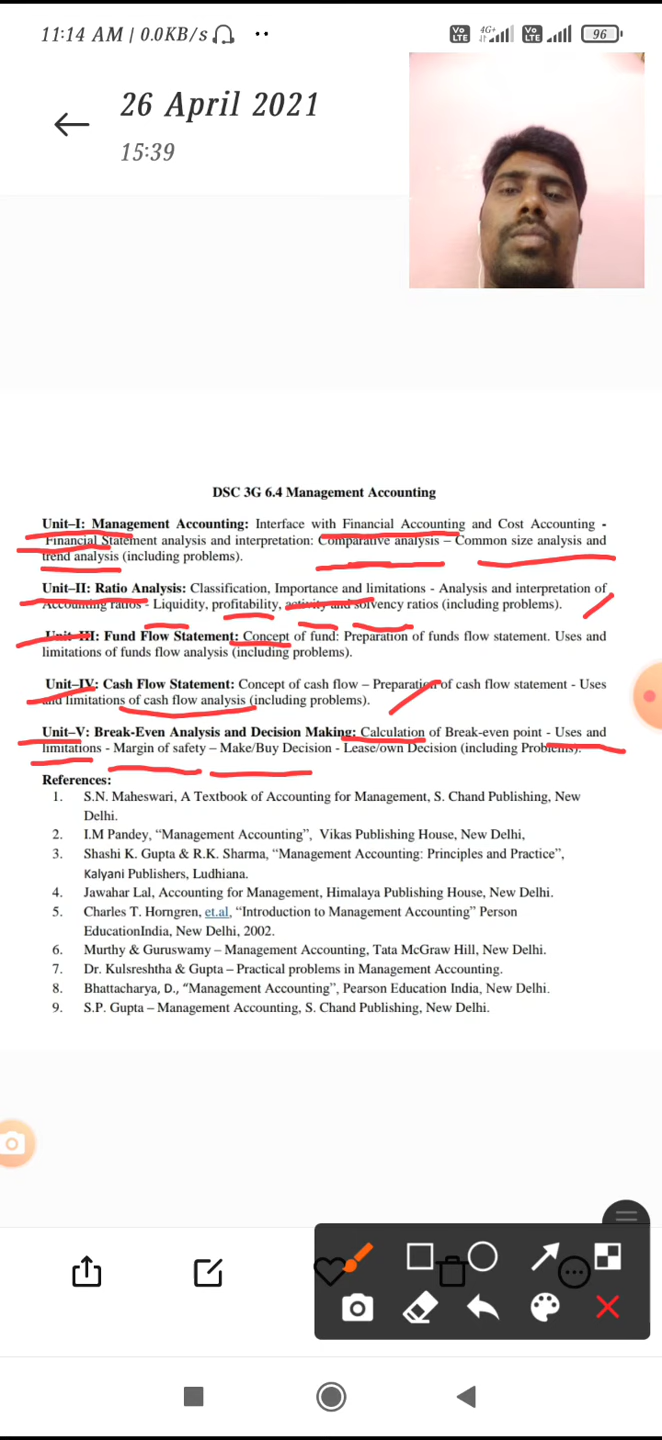 11:14 AM | 0.0KB/s
Vo LTE 4G+ Vo LTE 96
26 April 2021
15:39
DSC 3G 6.4 Management Accounting
Unit–I: Management Accounting: Interface with Financial Accounting and Cost Accounting -
Financial Statement analysis and interpretation: Comparative analysis – Common size analysis and
trend analysis (including problems).
Unit–II: Ratio Analysis: Classification, Importance and limitations - Analysis and interpretation of
Accounting ratios - Liquidity, profitability, activity and solvency ratios (including problems).
Unit–III: Fund Flow Statement: Concept of fund: Preparation of funds flow statement. Uses and
limitations of funds flow analysis (including problems).
Unit–IV: Cash Flow Statement: Concept of cash flow – Preparation of cash flow statement - Uses
and limitations of cash flow analysis (including problems).
Unit–V: Break-Even Analysis and Decision Making: Calculation of Break-even point - Uses and
limitations - Margin of safety – Make/Buy Decision - Lease/own Decision (including Problems).
References:
1. S.N. Maheswari, A Textbook of Accounting for Management, S. Chand Publishing, New
Delhi.
2. I.M Pandey, “Management Accounting”, Vikas Publishing House, New Delhi,
3. Shashi K. Gupta & R.K. Sharma, “Management Accounting: Principles and Practice”,
Kalyani Publishers, Ludhiana.
4. Jawahar Lal, Accounting for Management, Himalaya Publishing House, New Delhi.
5. Charles T. Horngren, et.al, “Introduction to Management Accounting” Person
EducationIndia, New Delhi, 2002.
6. Murthy & Guruswamy – Management Accounting, Tata McGraw Hill, New Delhi.
7. Dr. Kulsreshtha & Gupta – Practical problems in Management Accounting.
8. Bhattacharya, D., “Management Accounting”, Pearson Education India, New Delhi.
9. S.P. Gupta – Management Accounting, S. Chand Publishing, New Delhi.